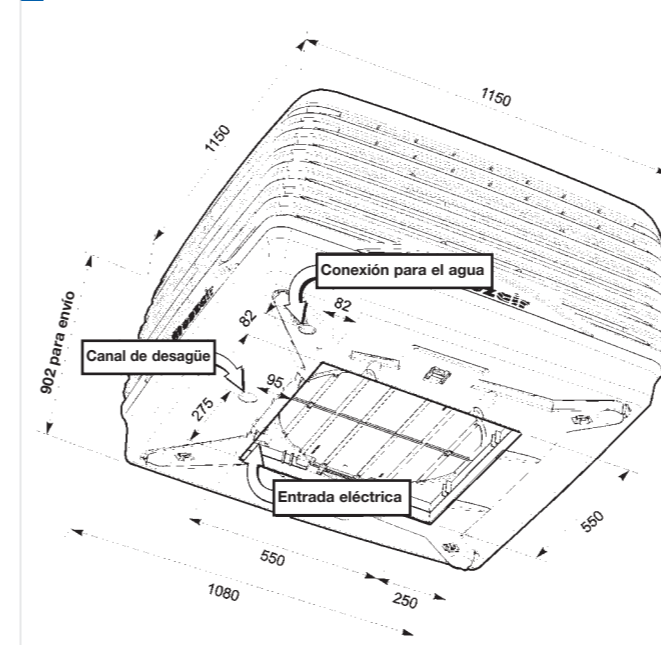 1150
1150
Conexión para el agua
82
82
902 para envío
Canal de desagüe
95
275
Entrada eléctrica
550
550
250
1080